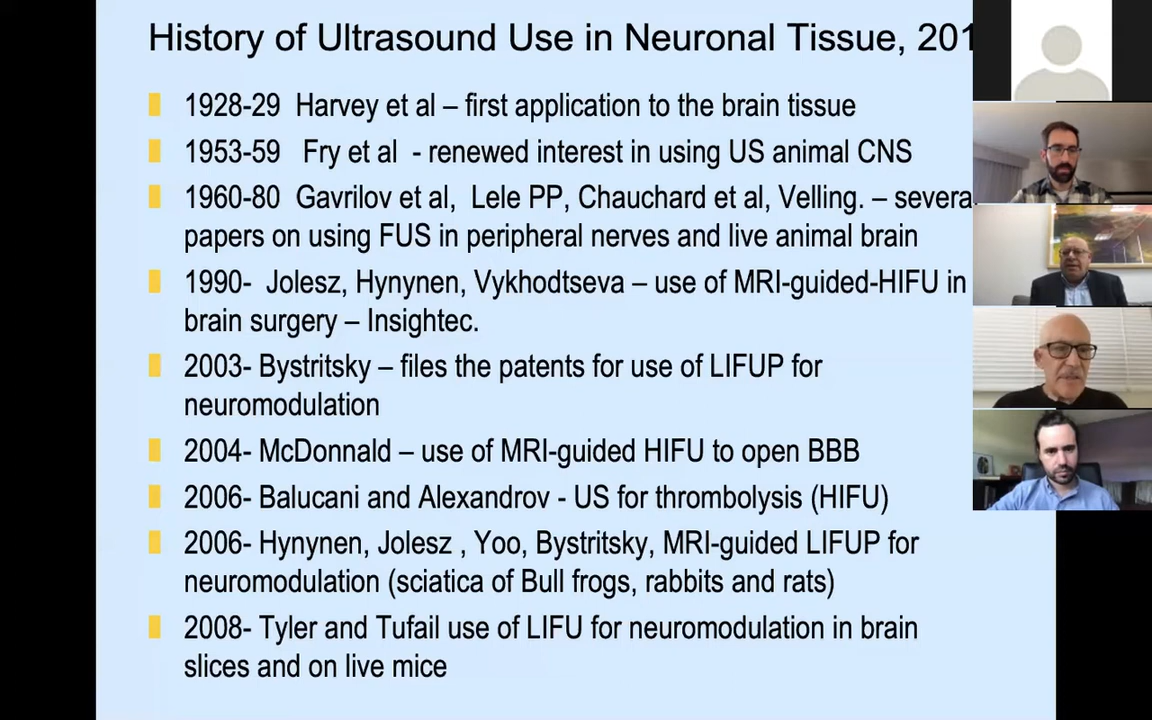 History of Ultrasound Use in Neuronal Tissue, 201
1928-29 Harvey et al – first application to the brain tissue
1953-59 Fry et al - renewed interest in using US animal CNS
1960-80 Gavrilov et al, Lele PP, Chauchard et al, Velling. – severa
papers on using FUS in peripheral nerves and live animal brain
1990- Jolesz, Hynynen, Vykhodtseva – use of MRI-guided-HIFU in
brain surgery – Insightec.
2003- Bystritsky – files the patents for use of LIFUP for
neuromodulation
2004- McDonnald – use of MRI-guided HIFU to open BBB
2006- Balucani and Alexandrov - US for thrombolysis (HIFU)
2006- Hynynen, Jolesz , Yoo, Bystritsky, MRI-guided LIFUP for
neuromodulation (sciatica of Bull frogs, rabbits and rats)
2008- Tyler and Tufail use of LIFU for neuromodulation in brain
slices and on live mice